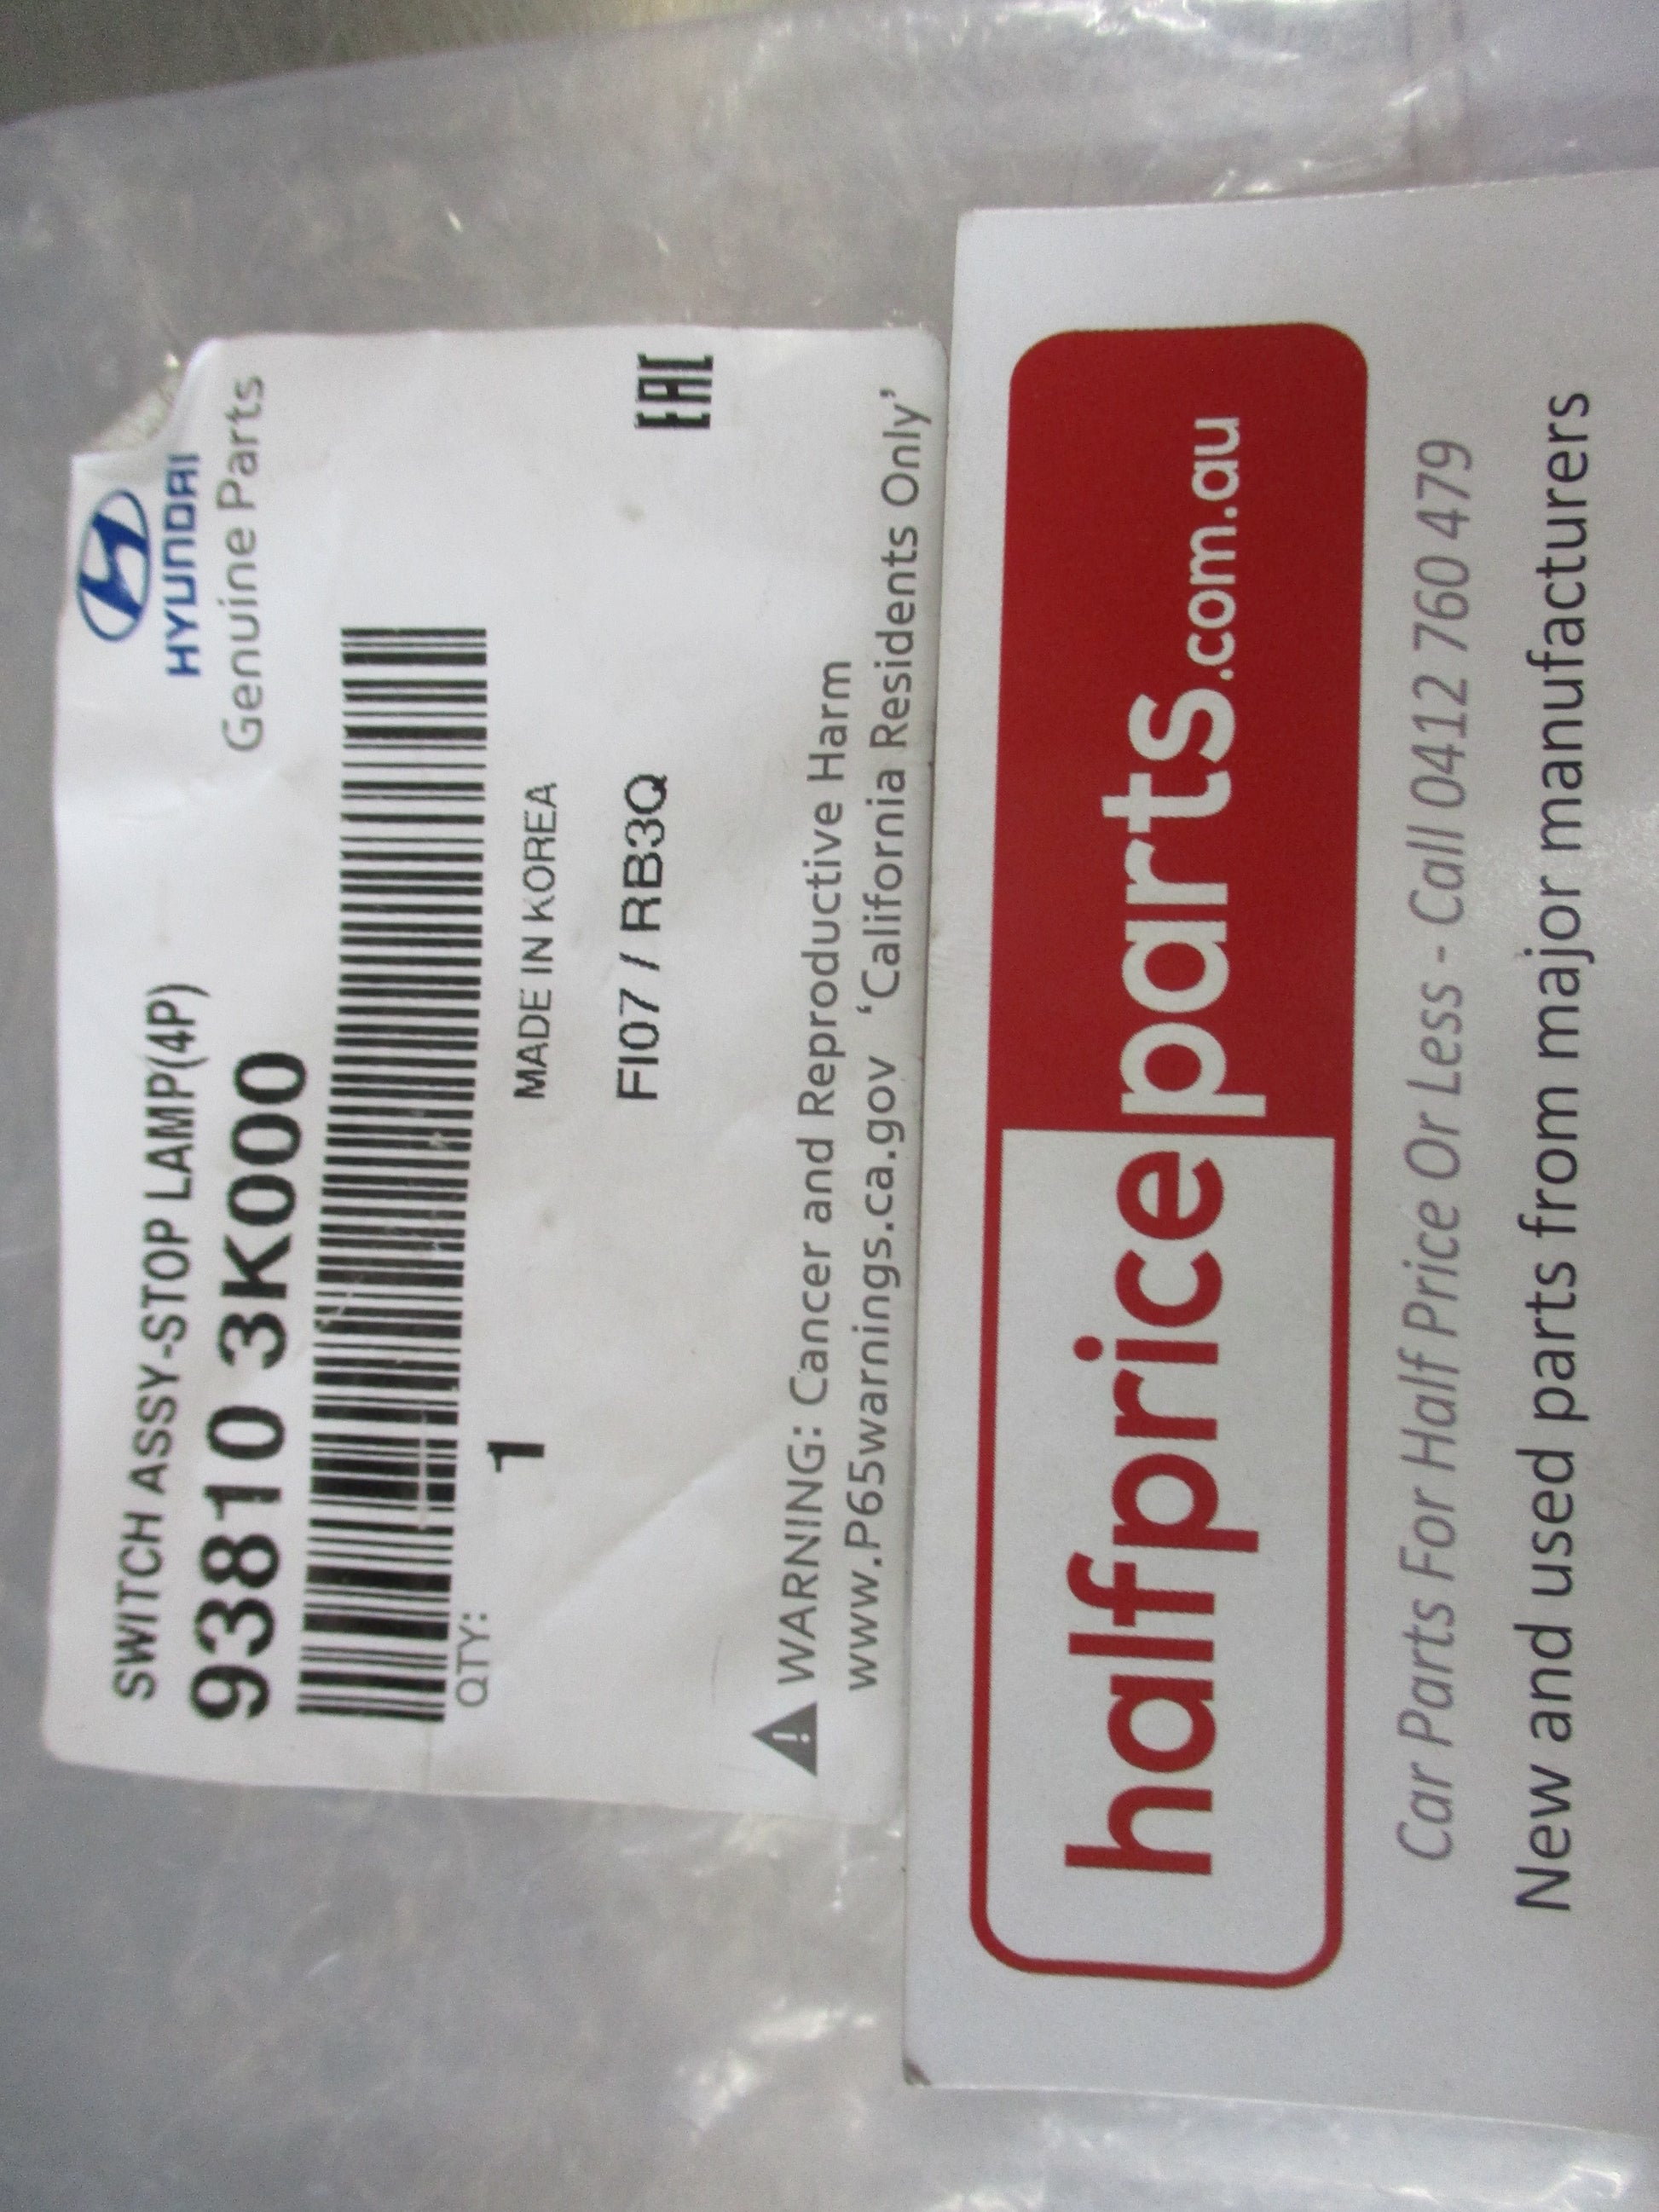 SWITCH ASSY-STOP LAMP(4P)
HYUNDAI
Genuine Parts
93810 3K000
QTY: 1
MADE IN KOREA
FI07 / RB3Q
EAC
WARNING: Cancer and Reproductive Harm
www.P65warnings.ca.gov 'California Residents Only'
halfpriceparts.com.au
Car Parts For Half Price Or Less - Call 0412 760 479
New and used parts from major manufacturers